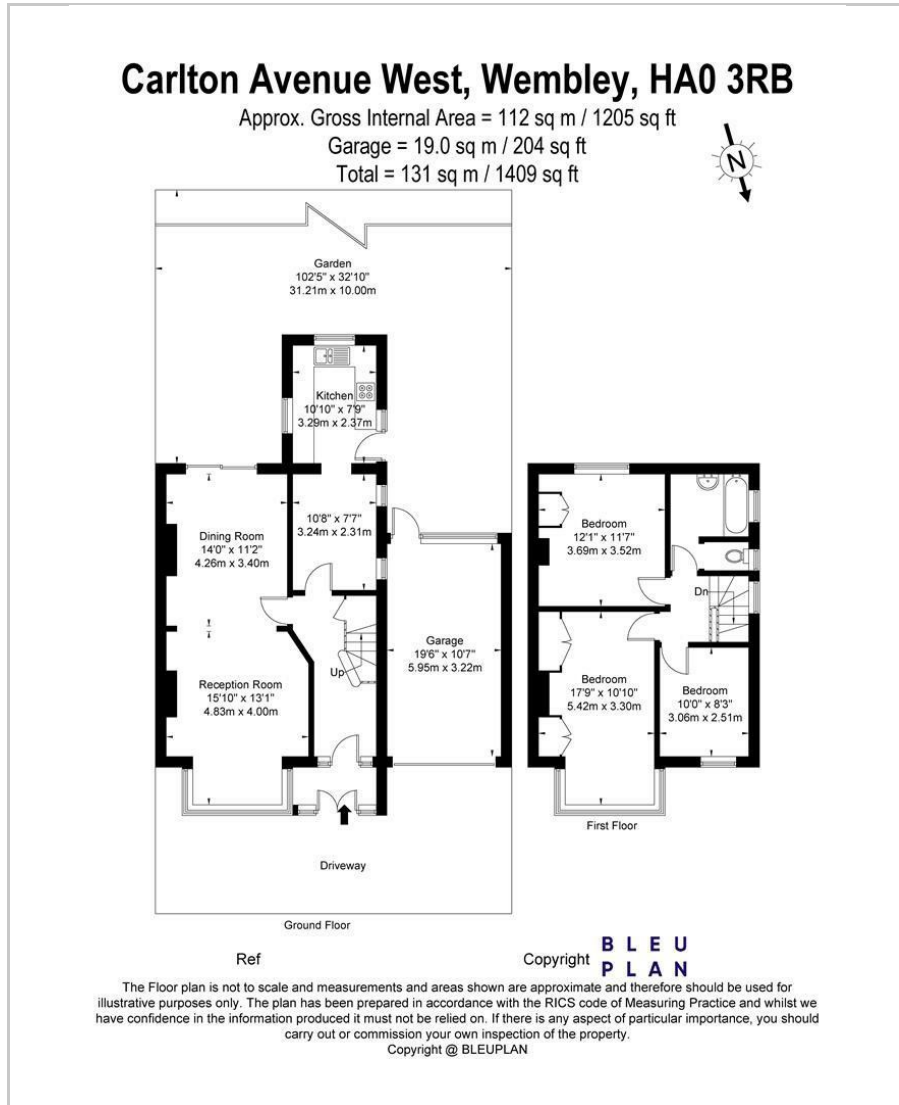 Carlton Avenue West, Wembley, HA0 3RB
Approx. Gross Internal Area = 112 sq m / 1205 sq ft
Garage = 19.0 sq m / 204 sq ft
Total = 131 sq m / 1409 sq ft
N
Garden
102'5" x 32'10"
31.21m x 10.00m
Kitchen
10'10" x 7'9"
3.29m x 2.37m
Dining Room
14'0" x 11'2"
4.26m x 3.40m
10'8" x 7'7"
3.24m x 2.31m
Garage
19'6" x 10'7"
5.95m x 3.22m
Up
Reception Room
15'10" x 13'1"
4.83m x 4.00m
Driveway
Ground Floor
Bedroom
12'1" x 11'7"
3.69m x 3.52m
Dn
Bedroom
17'9" x 10'10"
5.42m x 3.30m
Bedroom
10'0" x 8'3"
3.06m x 2.51m
First Floor
Ref
Copyright
BLEU
PLAN
The Floor plan is not to scale and measurements and areas shown are approximate and therefore should be used for
illustrative purposes only. The plan has been prepared in accordance with the RICS code of Measuring Practice and whilst we
have confidence in the information produced it must not be relied on. If there is any aspect of particular importance, you should
carry out or commission your own inspection of the property.
Copyright @ BLEUPLAN